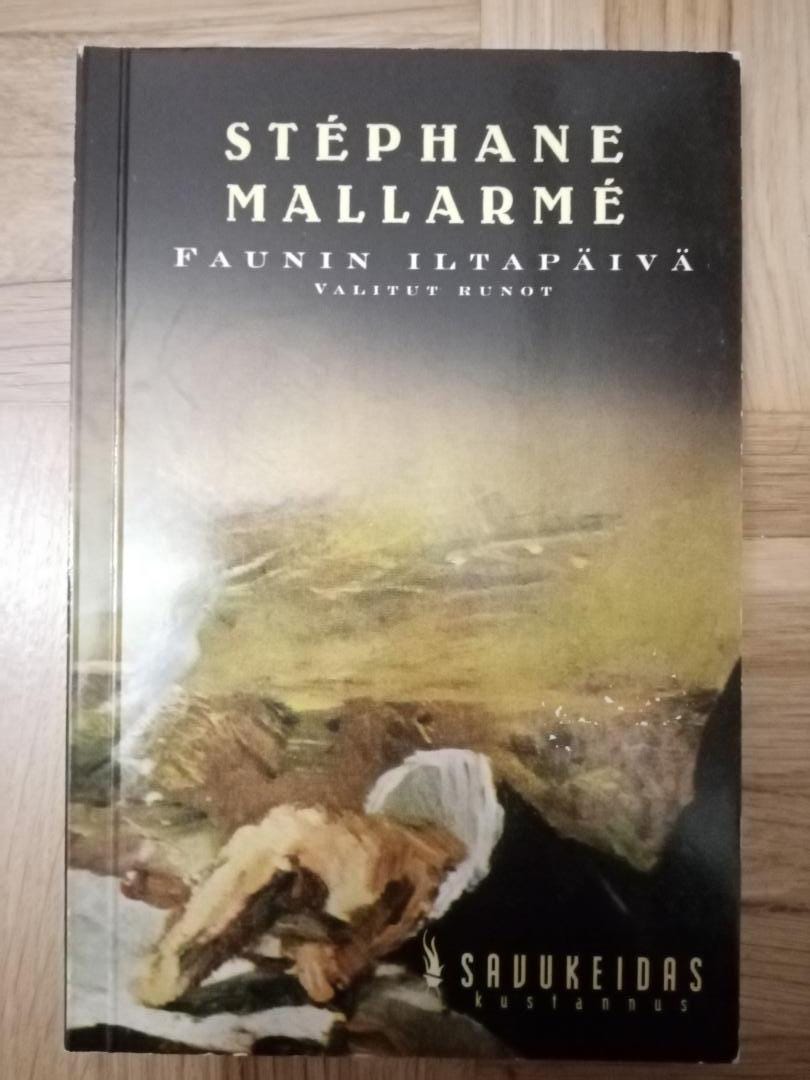 STÉPHANE
MALLARMÉ
FAUNIN ILTAPÄIVÄ
VALITUT RUNOT
SAVUKEIDAS
kustannus